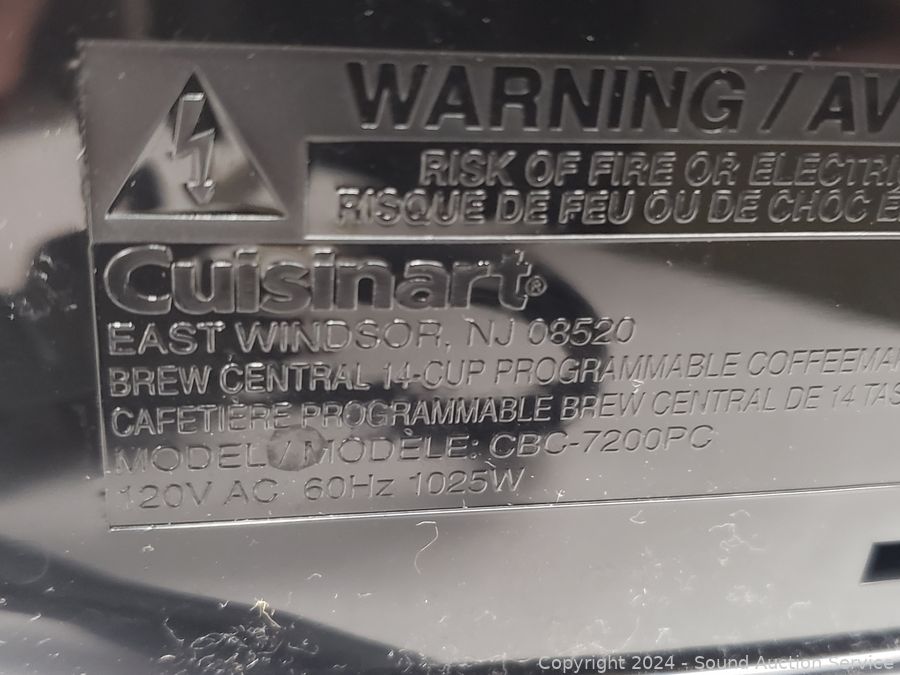 WARNING / AV
RISK OF FIRE OR ELECTRI
RISQUE DE FEU OU DE CHOC É
Cuisinart®
EAST WINDSOR, NJ 08520
BREW CENTRAL 14-CUP PROGRAMMABLE COFFEEMA
CAFETIÈRE PROGRAMMABLE BREW CENTRAL DE 14 TAS
MODEL / MODÈLE: CBC-7200PC
120V AC 60Hz 1025W
Copyright 2024 - Sound Auction Service